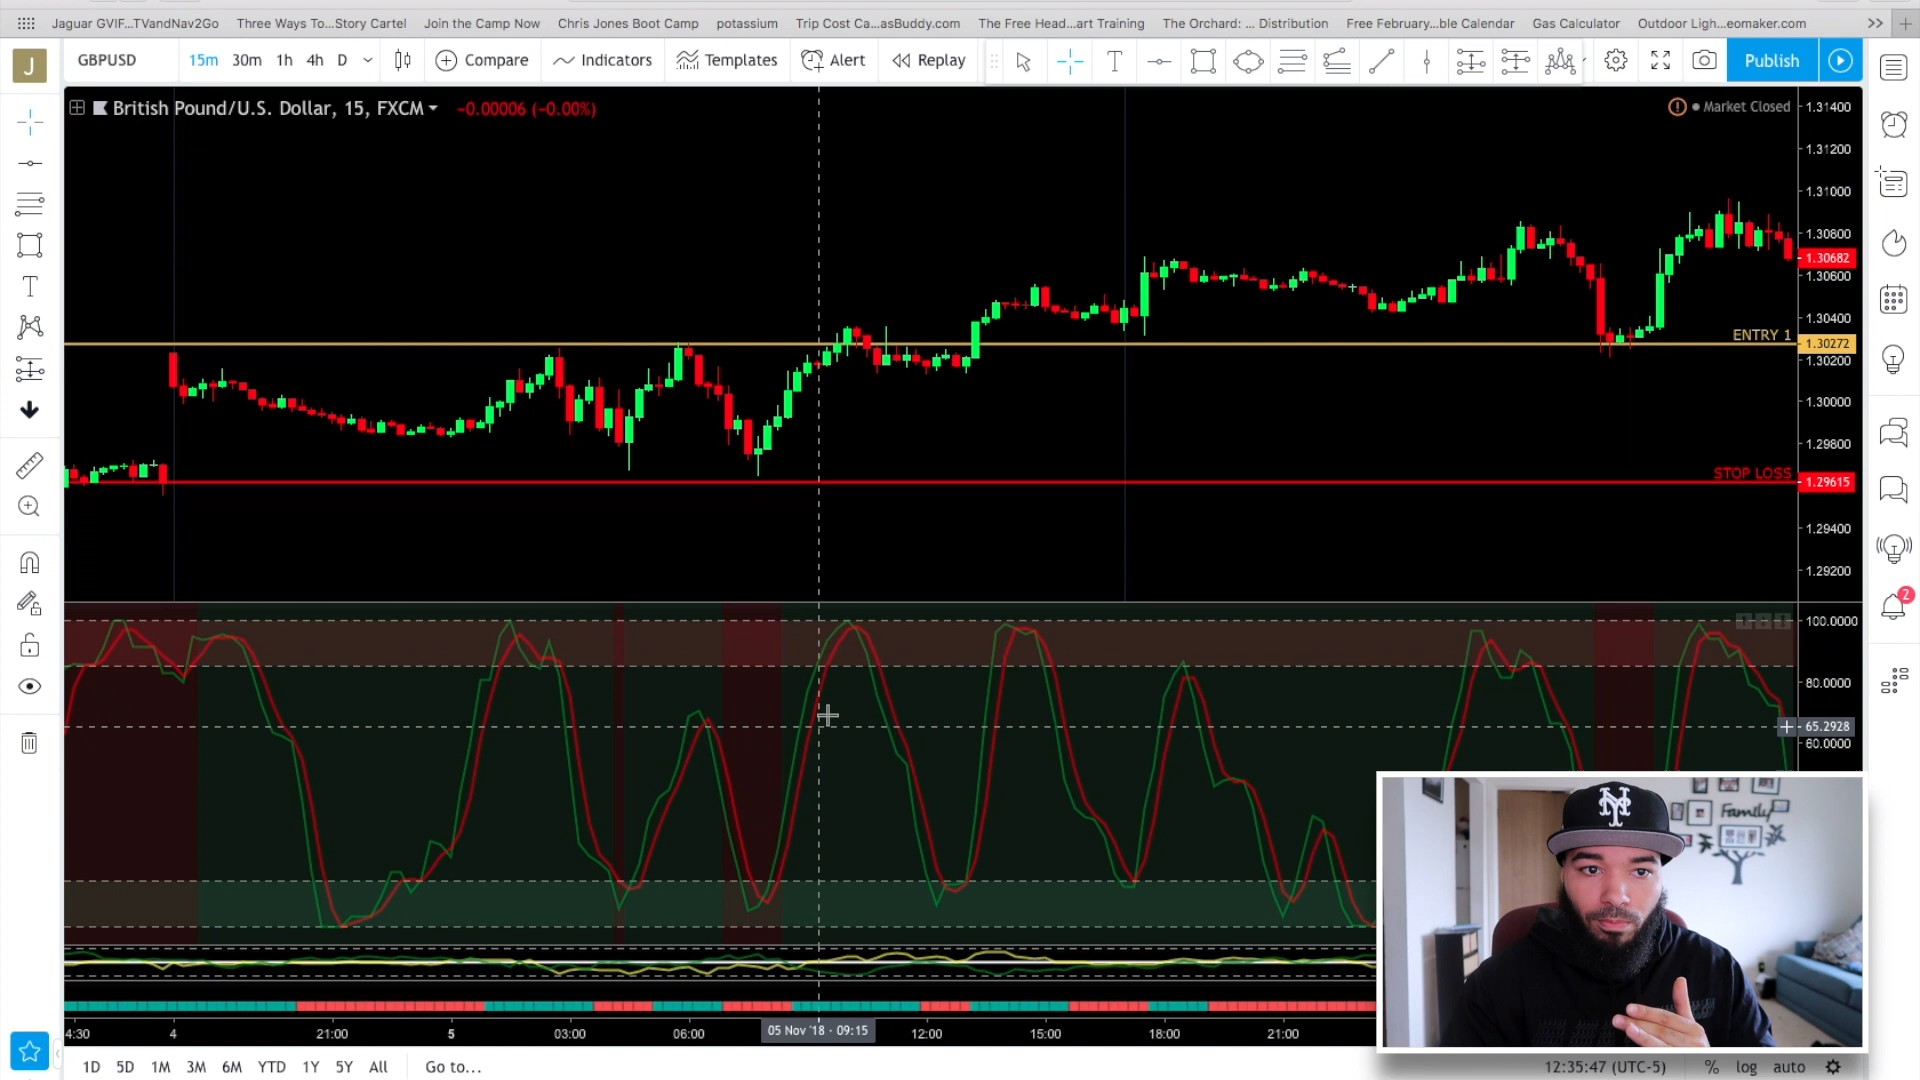 Jaguar GVIF...TVandNav2Go Three Ways To...Story Cartel Join the Camp Now Chris Jones Boot Camp potassium Trip Cost Ca...asBuddy.com The Free Head...art Training The Orchard: ... Distribution Free February...ble Calendar Gas Calculator Outdoor Ligh...eomaker.com >> +
J GBPUSD 15m 30m 1h 4h D Compare Indicators Templates Alert Replay T Publish
British Pound/U.S. Dollar, 15, FXCM -0.00006 (-0.00%) Market Closed 1.31400
1.31200
1.31000
1.30800
1.30682
1.30600
1.30400
ENTRY 1 1.30272
1.30200
1.30000
1.29800
STOP LOSS 1.29615
1.29400
1.29200
2
100.0000
80.0000
65.2928
60.0000
NY
Family
4:30 4 21:00 5 03:00 06:00 05 Nov '18 - 09:15 12:00 15:00 18:00 21:00
1D 5D 1M 3M 6M YTD 1Y 5Y All Go to... 12:35:47 (UTC-5) % log auto